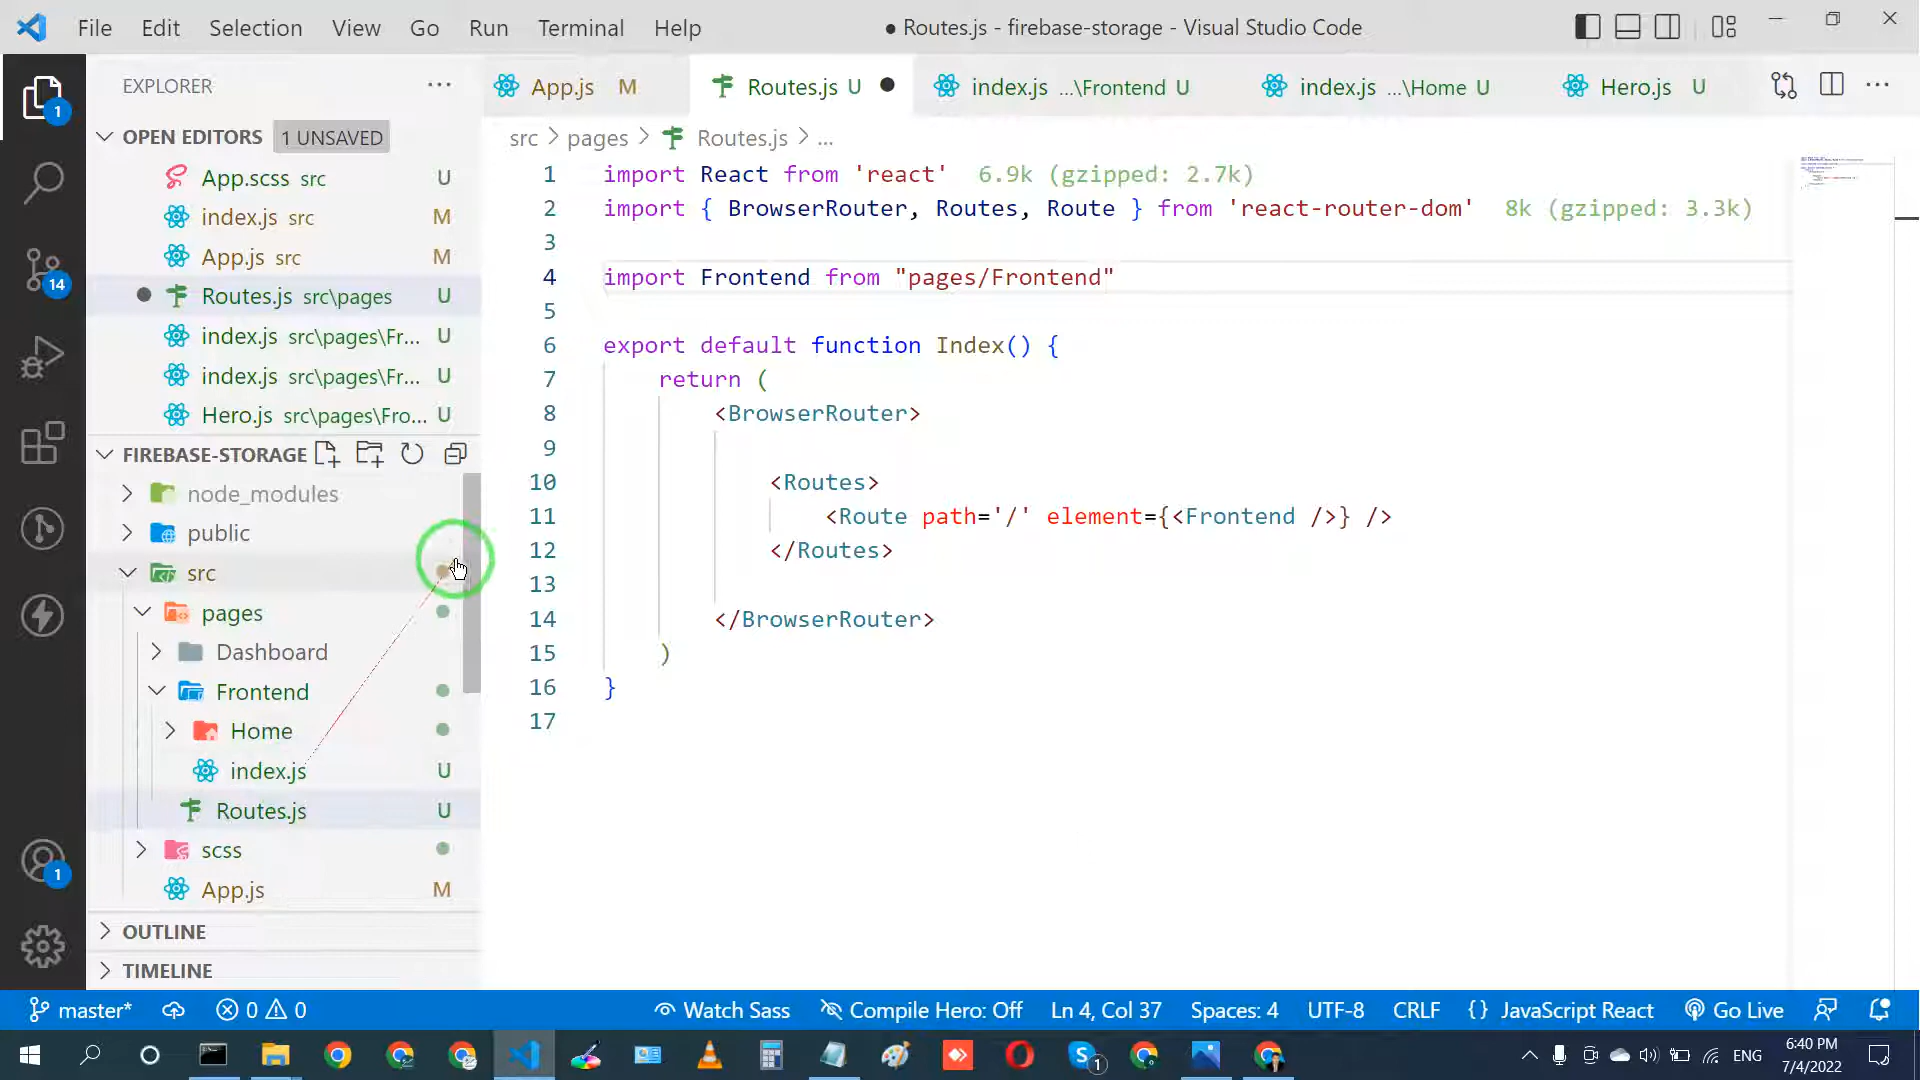 File Edit Selection View Go Run Terminal Help
● Routes.js - firebase-storage - Visual Studio Code
EXPLORER
App.js M
Routes.js U
index.js ...\Frontend U
index.js ...\Home U
Hero.js U
OPEN EDITORS 1 UNSAVED
App.scss src U
index.js src M
App.js src M
Routes.js src\pages U
index.js src\pages\Fr... U
index.js src\pages\Fr... U
Hero.js src\pages\Fro... U
FIREBASE-STORAGE
node_modules
public
src
pages
Dashboard
Frontend
Home
index.js U
Routes.js U
scss
App.js M
OUTLINE
TIMELINE
1
14
1
src > pages > Routes.js > ...
1 import React from 'react' 6.9k (gzipped: 2.7k)
2 import { BrowserRouter, Routes, Route } from 'react-router-dom' 8k (gzipped: 3.3k)
3
4 import Frontend from "pages/Frontend"
5
6 export default function Index() {
7 return (
8 <BrowserRouter>
9
10 <Routes>
11 <Route path='/' element={<Frontend />} />
12 </Routes>
13
14 </BrowserRouter>
15 )
16 }
17
master* 0 0 Watch Sass Compile Hero: Off Ln 4, Col 37 Spaces: 4 UTF-8 CRLF {} JavaScript React Go Live
1
ENG
6:40 PM
7/4/2022